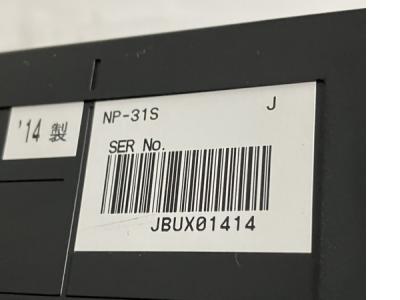 '14 製
NP-31S J
SER No.
JBUX01414